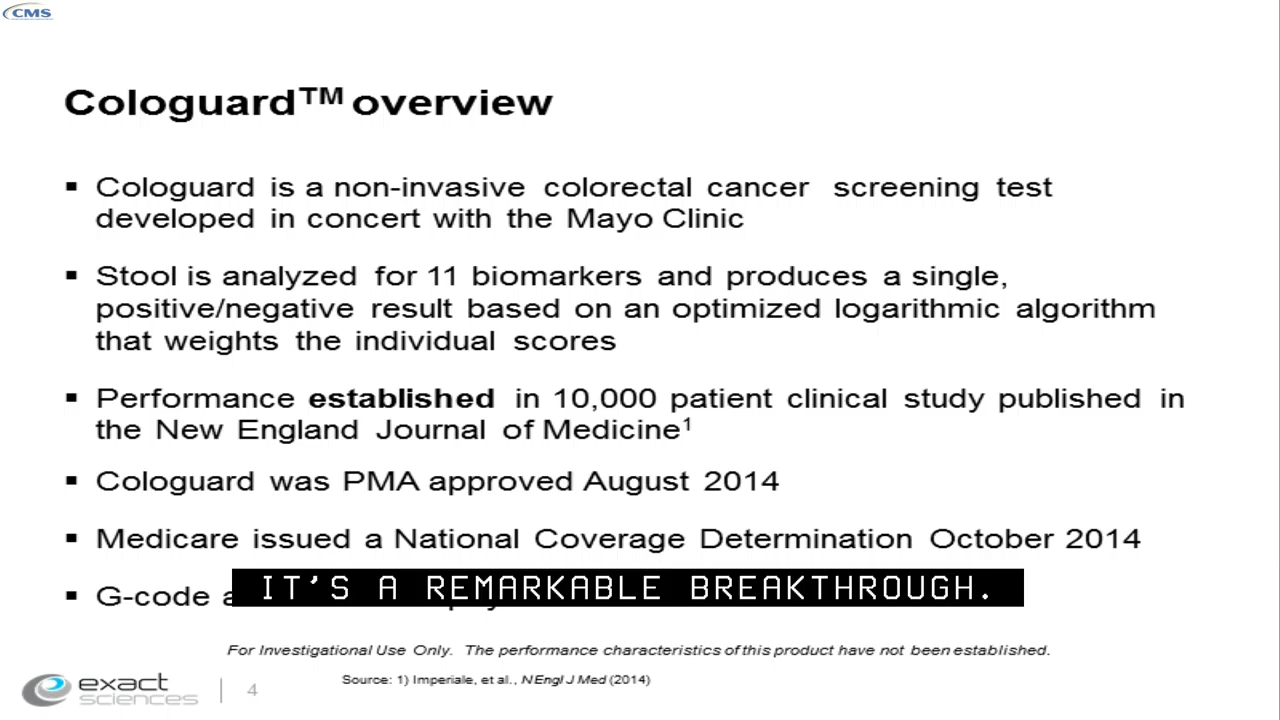 CMS
Cologuard™ overview
▪ Cologuard is a non-invasive colorectal cancer screening test
developed in concert with the Mayo Clinic
▪ Stool is analyzed for 11 biomarkers and produces a single,
positive/negative result based on an optimized logarithmic algorithm
that weights the individual scores
▪ Performance established in 10,000 patient clinical study published in
the New England Journal of Medicine¹
▪ Cologuard was PMA approved August 2014
▪ Medicare issued a National Coverage Determination October 2014
▪ G-code
IT'S A REMARKABLE BREAKTHROUGH.
For Investigational Use Only. The performance characteristics of this product have not been established.
Source: 1) Imperiale, et al., NEngl J Med (2014)
exact
sciences
4